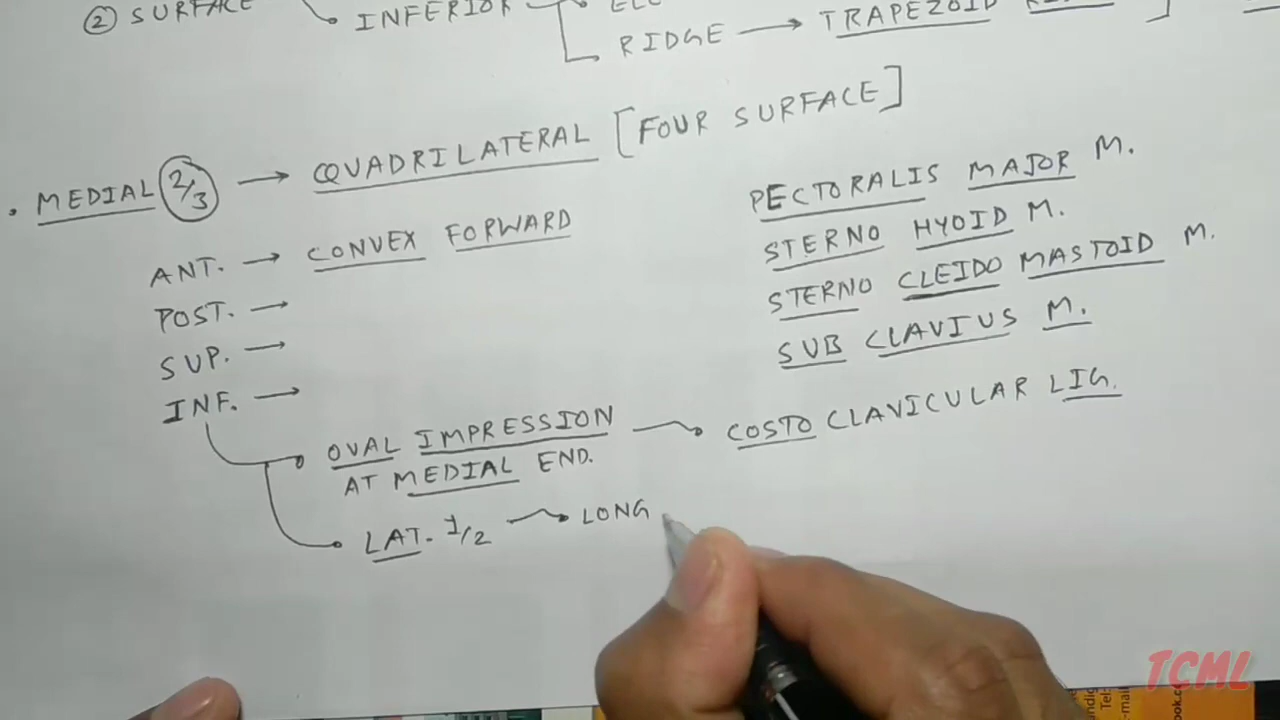 ② SURFACE
INFERIOR
RIDGE → TRAPEZOID
. MEDIAL 2/3 → QUADRILATERAL [FOUR SURFACE]
ANT. → CONVEX FORWARD
POST. →
SUP. →
INF. →
PECTORALIS MAJOR M.
STERNO HYOID M.
STERNO CLEIDO MASTOID M.
SUB CLAVIUS M.
OVAL IMPRESSION
AT MEDIAL END.
COSTO CLAVICULAR LIG.
LAT. 1/2
LONG
TCML
Tel:
e-mail